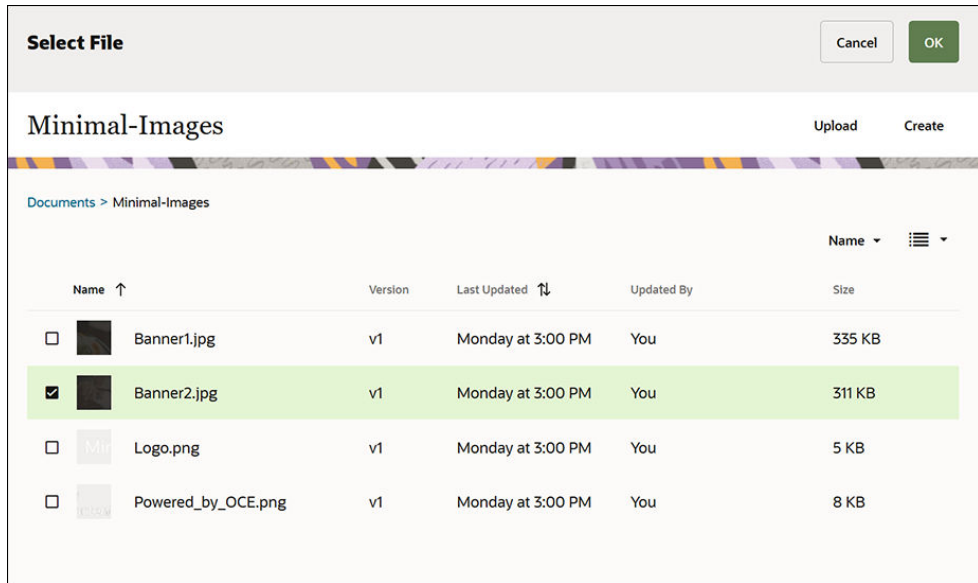 Select File
Cancel
OK
Minimal-Images
Upload
Create
Documents > Minimal-Images
Name
Name
Version
Last Updated
Updated By
Size
Banner1.jpg v1 Monday at 3:00 PM You 335 KB
Banner2.jpg v1 Monday at 3:00 PM You 311 KB
Logo.png v1 Monday at 3:00 PM You 5 KB
Powered_by_OCE.png v1 Monday at 3:00 PM You 8 KB